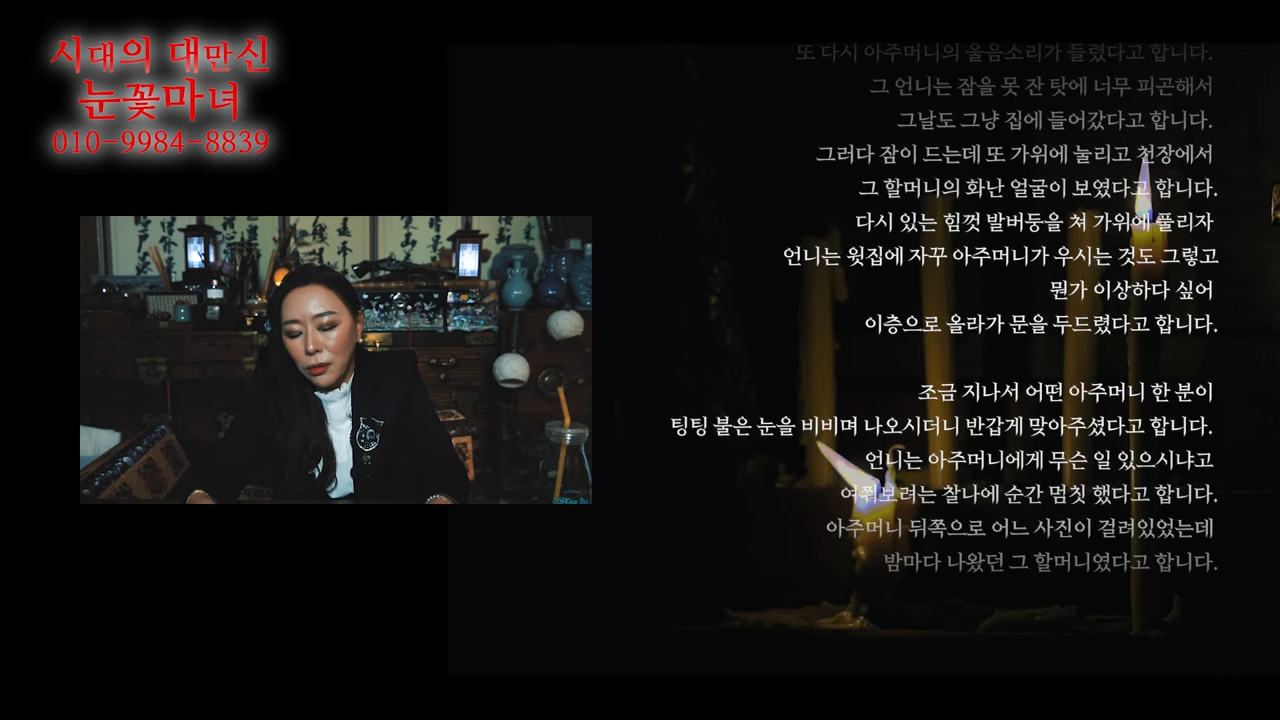 시대의 대만신
눈꽃마녀
010-9984-8839
또 다시 아주머니의 울음소리가 들렸다고 합니다.
그 언니는 잠을 못 잔 탓에 너무 피곤해서
그날도 그냥 집에 들어갔다고 합니다.
그러다 잠이 드는데 또 가위에 눌리고 천장에서
그 할머니의 화난 얼굴이 보였다고 합니다.
다시 있는 힘껏 발버둥을 쳐 가위에 풀리자
언니는 윗집에 자꾸 아주머니가 우시는 것도 그렇고
뭔가 이상하다 싶어
이층으로 올라가 문을 두드렸다고 합니다.
조금 지나서 어떤 아주머니 한 분이
팅팅 불은 눈을 비비며 나오시더니 반갑게 맞아주셨다고 합니다.
언니는 아주머니에게 무슨 일 있으시냐고
여쭤보려는 찰나에 순간 멈칫 했다고 합니다.
아주머니 뒤쪽으로 어느 사진이 걸려있었는데
밤마다 나왔던 그 할머니였다고 합니다.